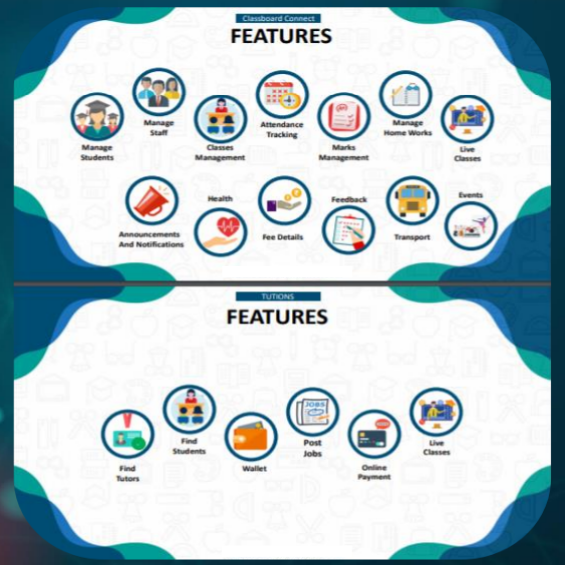 Classboard Connect
FEATURES
Manage
Students
Manage
Staff
Classes
Management
Attendance
Tracking
Marks
Management
Manage
Home Works
Live
Classes
Announcements
And Notifications
Health
Fee Details
Feedback
Transport
Events
TUTIONS
FEATURES
Find
Tutors
Find
Students
Wallet
JOBS
Post
Jobs
Online
Payment
Live
Classes